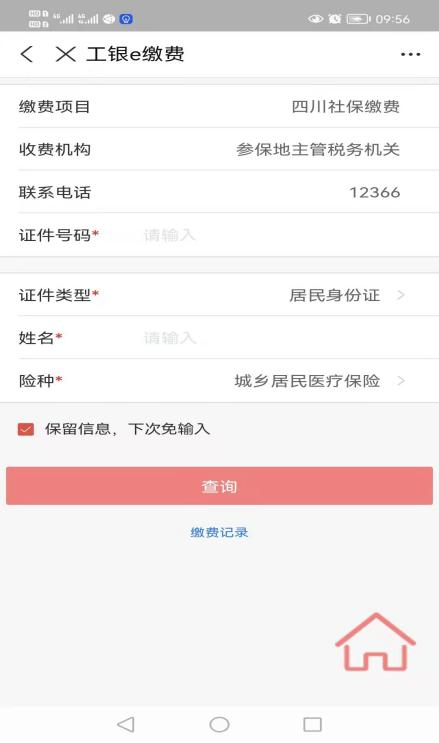 09:56
工银e缴费
缴费项目 四川社保缴费
收费机构 参保地主管税务机关
联系电话 12366
证件号码* 请输入
证件类型* 居民身份证
姓名* 请输入
险种* 城乡居民医疗保险
保留信息，下次免输入
查询
缴费记录